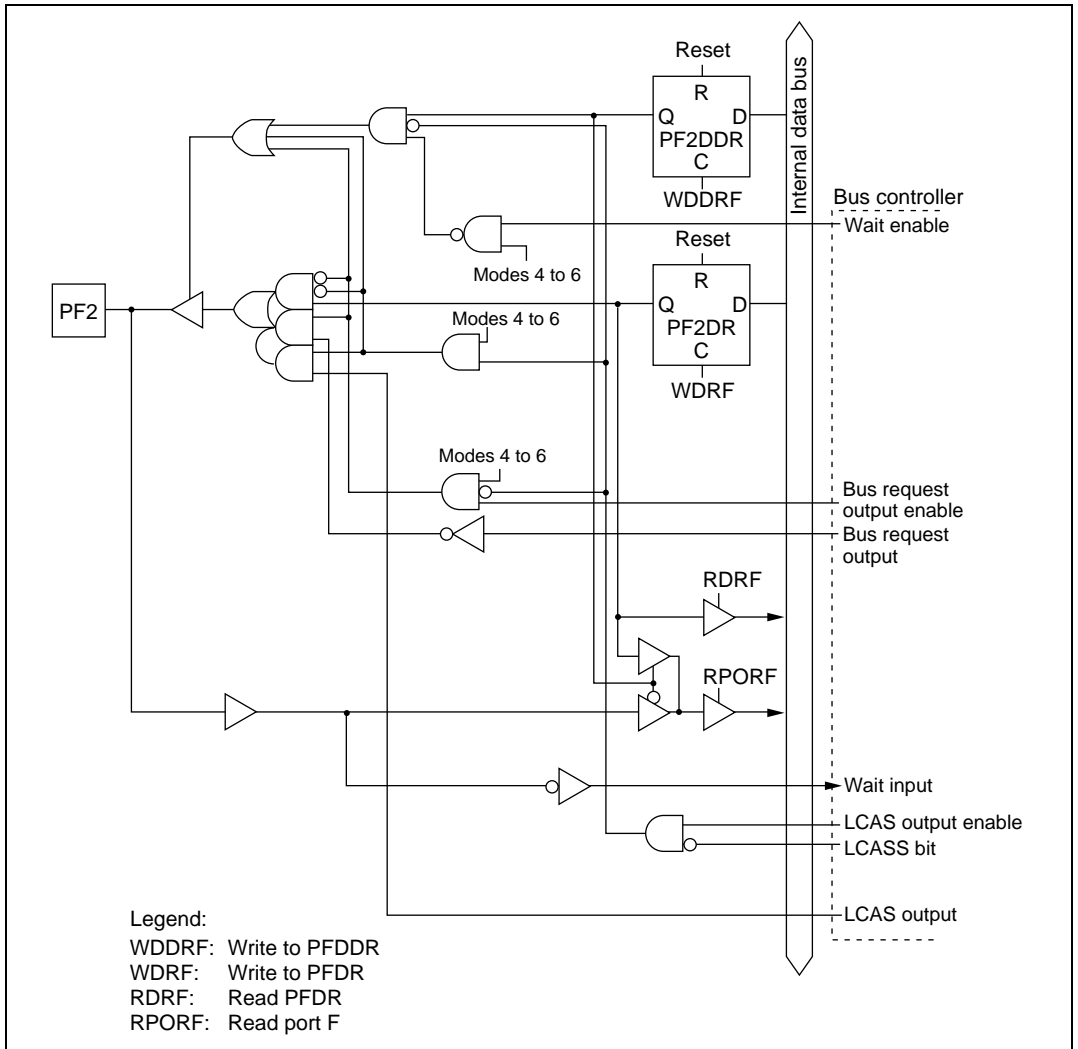 Reset
R
Q D
PF2DDR
C
WDDRF
Internal data bus
Bus controller
Wait enable
Modes 4 to 6
Reset
R
Q D
PF2DR
C
WDRF
PF2
Modes 4 to 6
Modes 4 to 6
Bus request
output enable
Bus request
output
RDRF
RPORF
Wait input
LCAS output enable
LCASS bit
LCAS output
Legend:
WDDRF: Write to PFDDR
WDRF: Write to PFDR
RDRF: Read PFDR
RPORF: Read port F